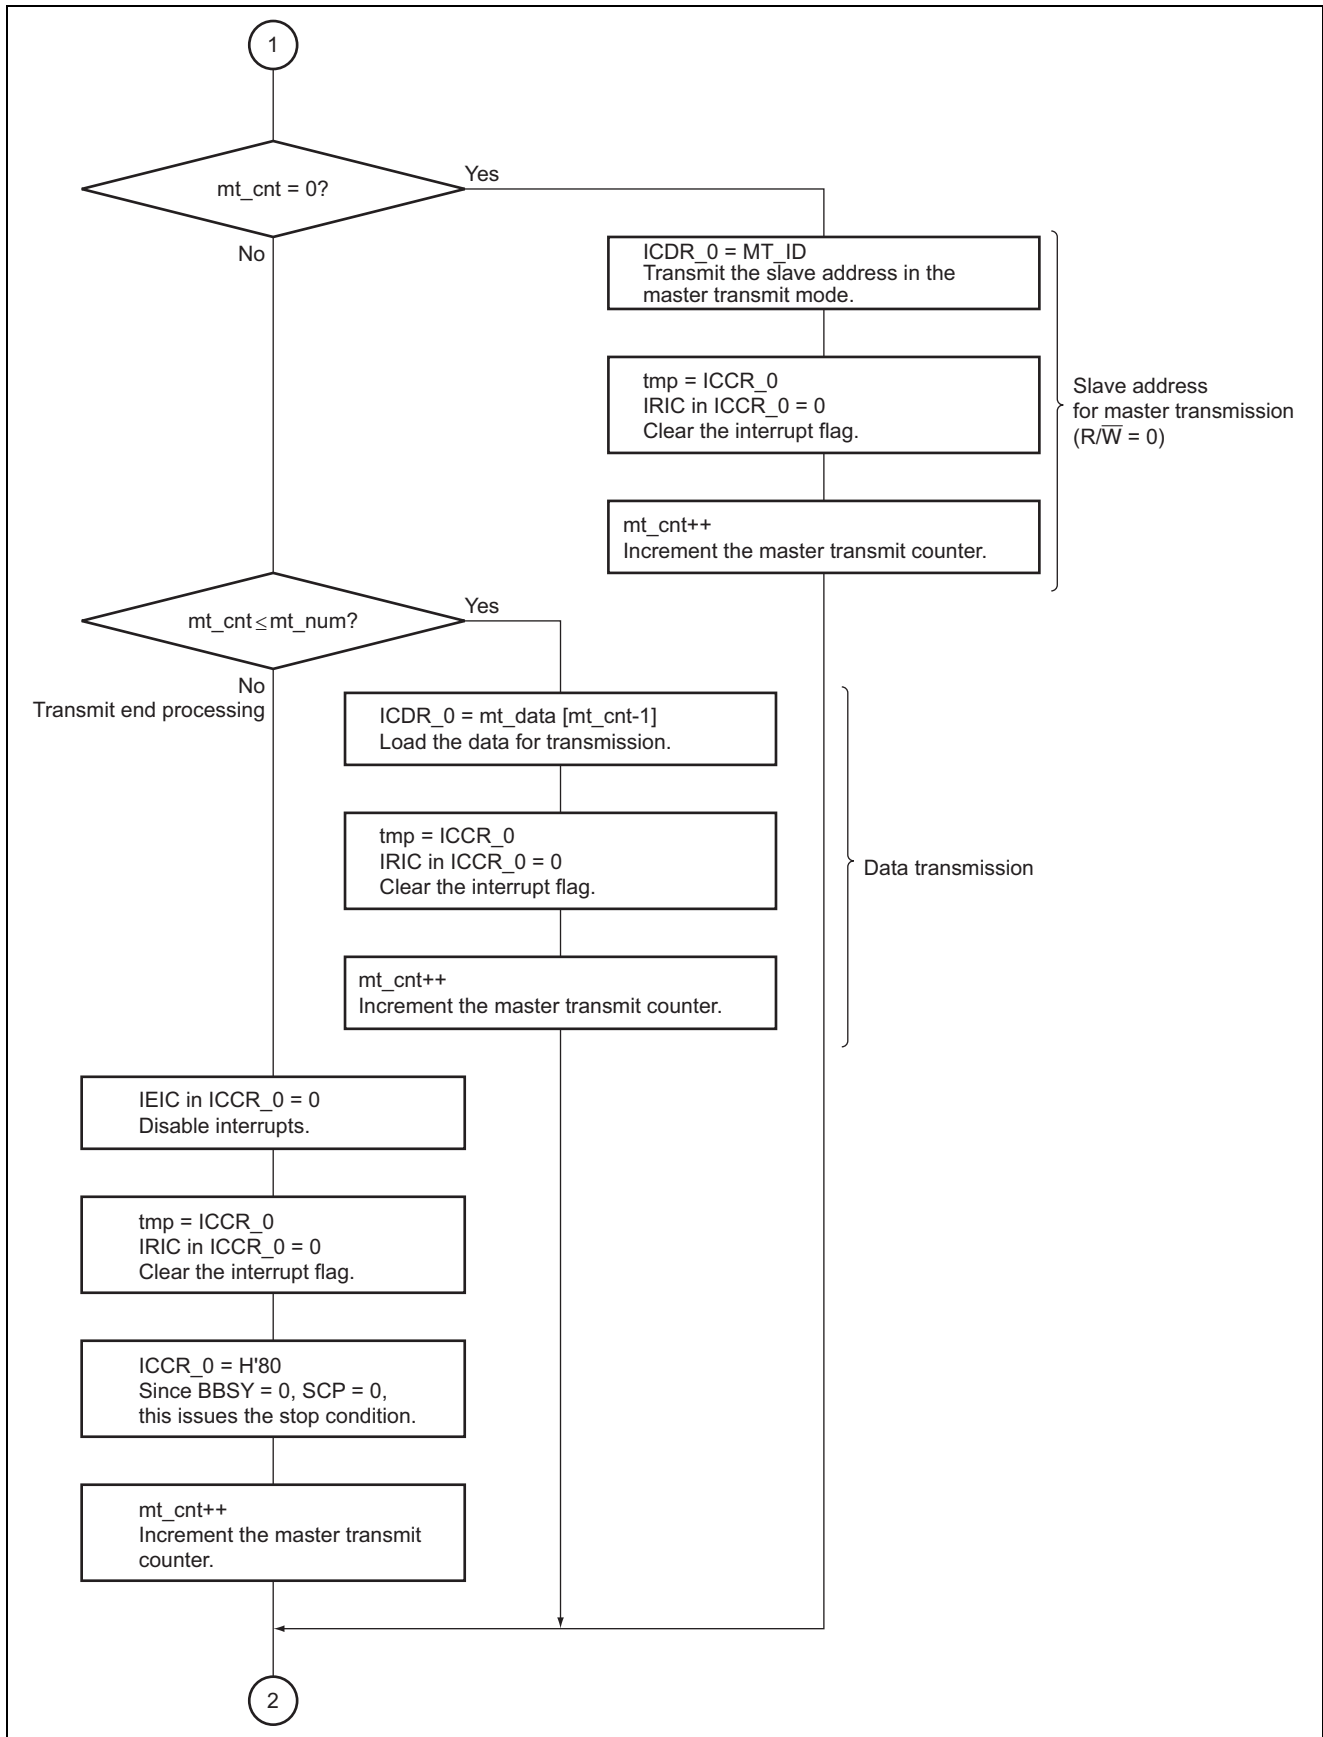 1
mt_cnt = 0?
Yes
No
ICDR_0 = MT_ID
Transmit the slave address in the
master transmit mode.
tmp = ICCR_0
IRIC in ICCR_0 = 0
Clear the interrupt flag.
mt_cnt++
Increment the master transmit counter.
Slave address
for master transmission
(R/W̅ = 0)
mt_cnt≤mt_num?
Yes
No
Transmit end processing
ICDR_0 = mt_data [mt_cnt-1]
Load the data for transmission.
tmp = ICCR_0
IRIC in ICCR_0 = 0
Clear the interrupt flag.
mt_cnt++
Increment the master transmit counter.
Data transmission
IEIC in ICCR_0 = 0
Disable interrupts.
tmp = ICCR_0
IRIC in ICCR_0 = 0
Clear the interrupt flag.
ICCR_0 = H'80
Since BBSY = 0, SCP = 0,
this issues the stop condition.
mt_cnt++
Increment the master transmit
counter.
2